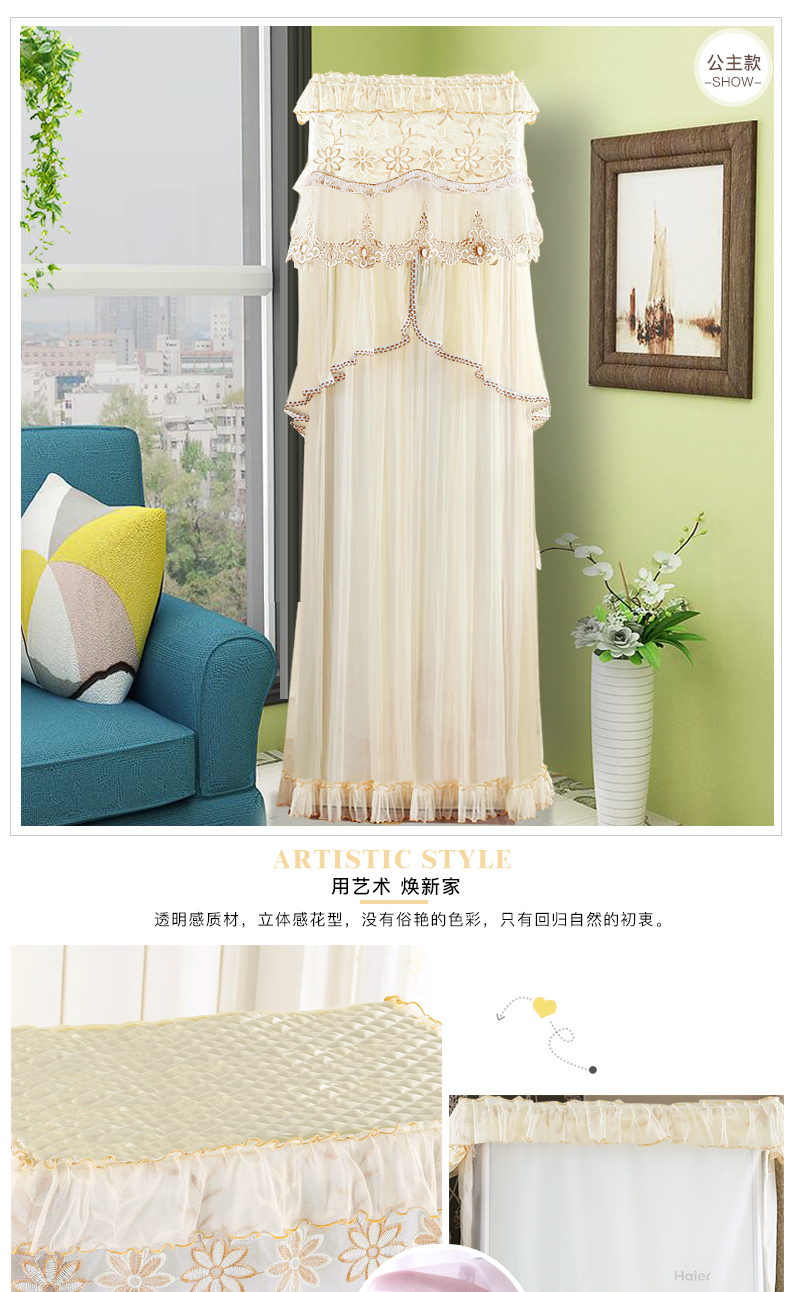 公主款
–SHOW–
ARTISTIC STYLE
用艺术 焕新家
透明感质材，立体感花型，没有俗艳的色彩，只有回归自然的初衷。
Haier